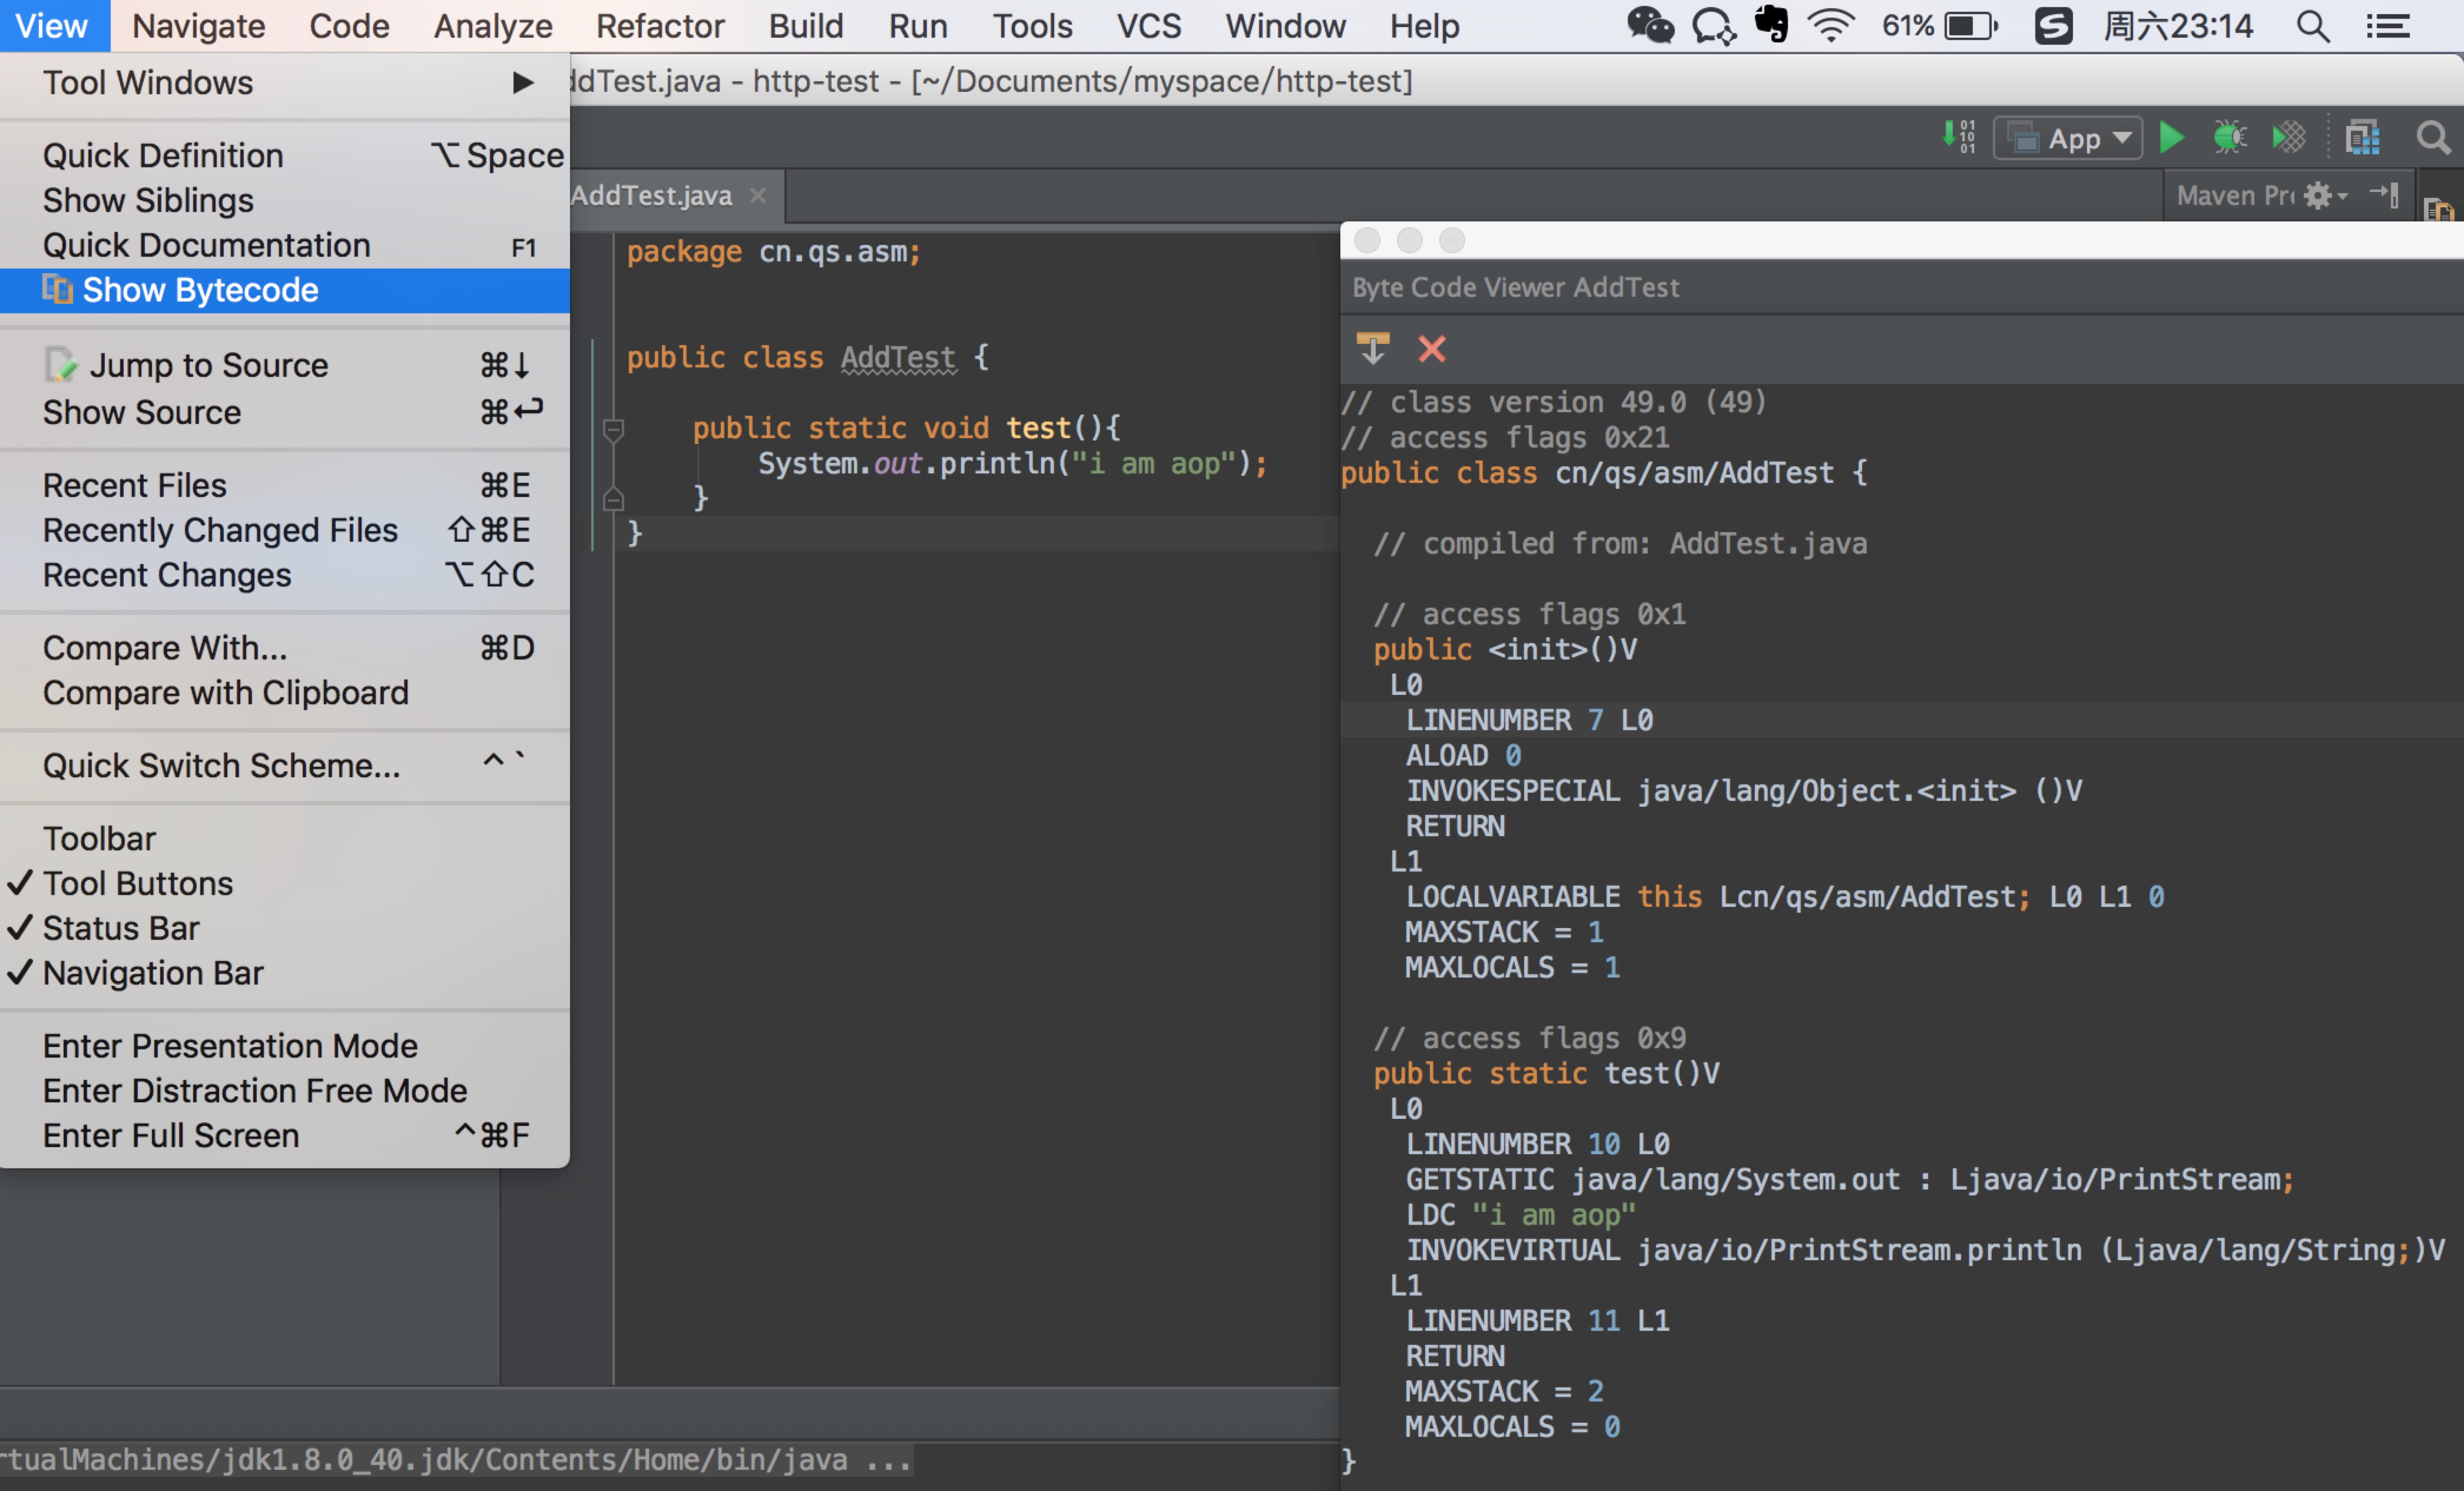 View Navigate Code Analyze Refactor Build Run Tools VCS Window Help 61% 周六23:14
Tool Windows ▶
Quick Definition ⌥Space
Show Siblings
Quick Documentation F1
Show Bytecode
Jump to Source ⌘↓
Show Source ⌘↩
Recent Files ⌘E
Recently Changed Files ⇧⌘E
Recent Changes ⌥⇧C
Compare With... ⌘D
Compare with Clipboard
Quick Switch Scheme... ^`
Toolbar
✓ Tool Buttons
✓ Status Bar
✓ Navigation Bar
Enter Presentation Mode
Enter Distraction Free Mode
Enter Full Screen ^⌘F
ddTest.java - http-test - [~/Documents/myspace/http-test]
App
AddTest.java ×
Maven Pr
package cn.qs.asm;
public class AddTest {
public static void test(){
System.out.println("i am aop");
}
}
Byte Code Viewer AddTest
// class version 49.0 (49)
// access flags 0x21
public class cn/qs/asm/AddTest {
// compiled from: AddTest.java
// access flags 0x1
public <init>()V
L0
LINENUMBER 7 L0
ALOAD 0
INVOKESPECIAL java/lang/Object.<init> ()V
RETURN
L1
LOCALVARIABLE this Lcn/qs/asm/AddTest; L0 L1 0
MAXSTACK = 1
MAXLOCALS = 1
// access flags 0x9
public static test()V
L0
LINENUMBER 10 L0
GETSTATIC java/lang/System.out : Ljava/io/PrintStream;
LDC "i am aop"
INVOKEVIRTUAL java/io/PrintStream.println (Ljava/lang/String;)V
L1
LINENUMBER 11 L1
RETURN
MAXSTACK = 2
MAXLOCALS = 0
}
rtualMachines/jdk1.8.0_40.jdk/Contents/Home/bin/java ...